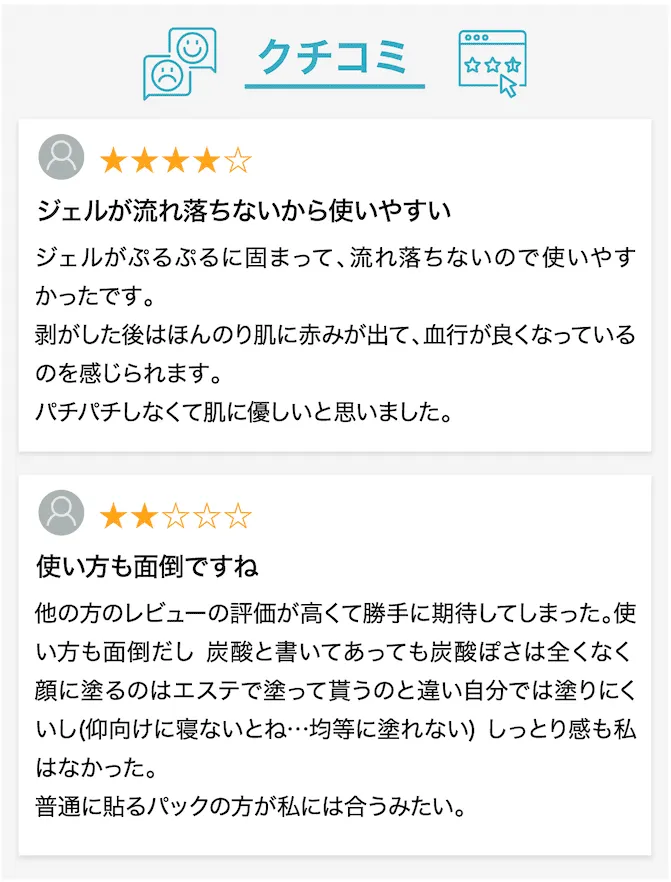 クチコミ
★★★★☆
ジェルが流れ落ちないから使いやすい
ジェルがぷるぷるに固まって、流れ落ちないので使いやす
かったです。
剥がした後はほんのり肌に赤みが出て、血行が良くなっている
のを感じられます。
パチパチしなくて肌に優しいと思いました。
★★☆☆☆
使い方も面倒ですね
他の方のレビューの評価が高くて勝手に期待してしまった。使
い方も面倒だし 炭酸と書いてあっても炭酸ぽさは全くなく
顔に塗るのはエステで塗って貰うのと違い自分では塗りにく
いし(仰向けに寝ないとね…均等に塗れない) しっとり感も私
はなかった。
普通に貼るパックの方が私には合うみたい。